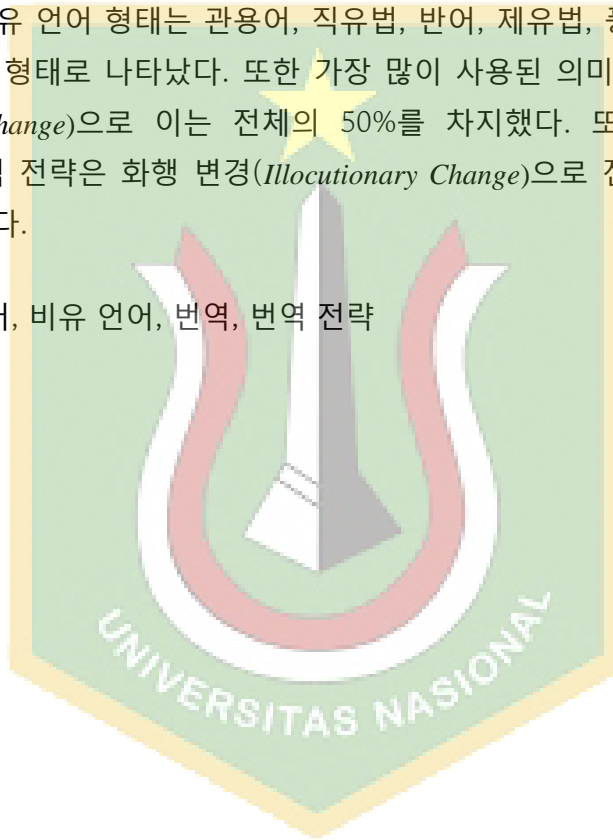 유 언어 형태는 관용어, 직유법, 반어, 제유법,
형태로 나타났다. 또한 가장 많이 사용된 의미
hange)으로 이는 전체의 50%를 차지했다.
전략은 화행 변경(Illocutionary Change)으로
다.
비유 언어, 번역, 번역 전략
UNIVERSITAS NASIONAL